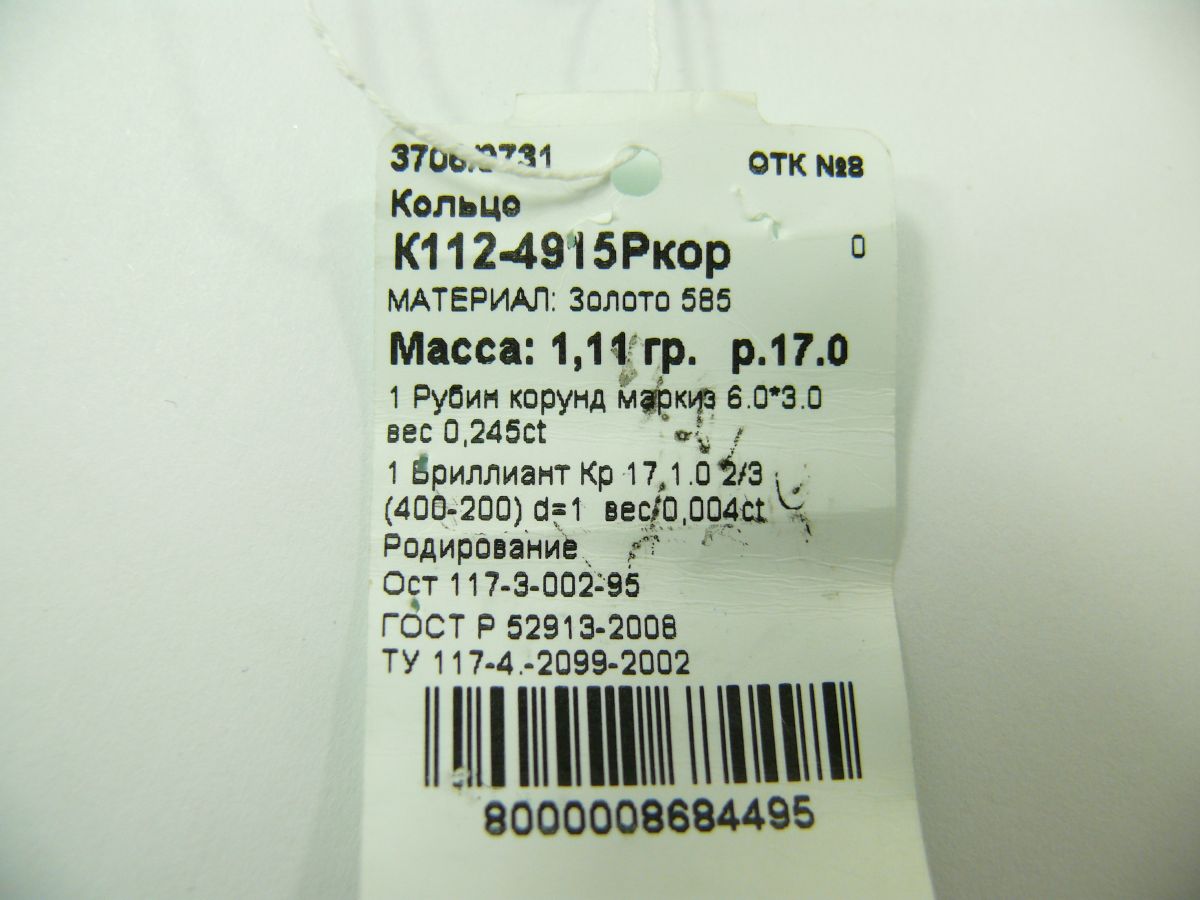 3706/0731 ОТК №8
Кольцо
К112-4915Ркор 0
МАТЕРИАЛ: Золото 585
Масса: 1,11 гр. р.17.0
1 Рубин корунд маркиз 6.0*3.0
вес 0,245ct
1 Бриллиант Кр 17 1.0 2/3
(400-200) d=1 вес 0,004ct
Родирование
Ост 117-3-002-95
ГОСТ Р 52913-2008
ТУ 117-4.-2099-2002
8000008684495